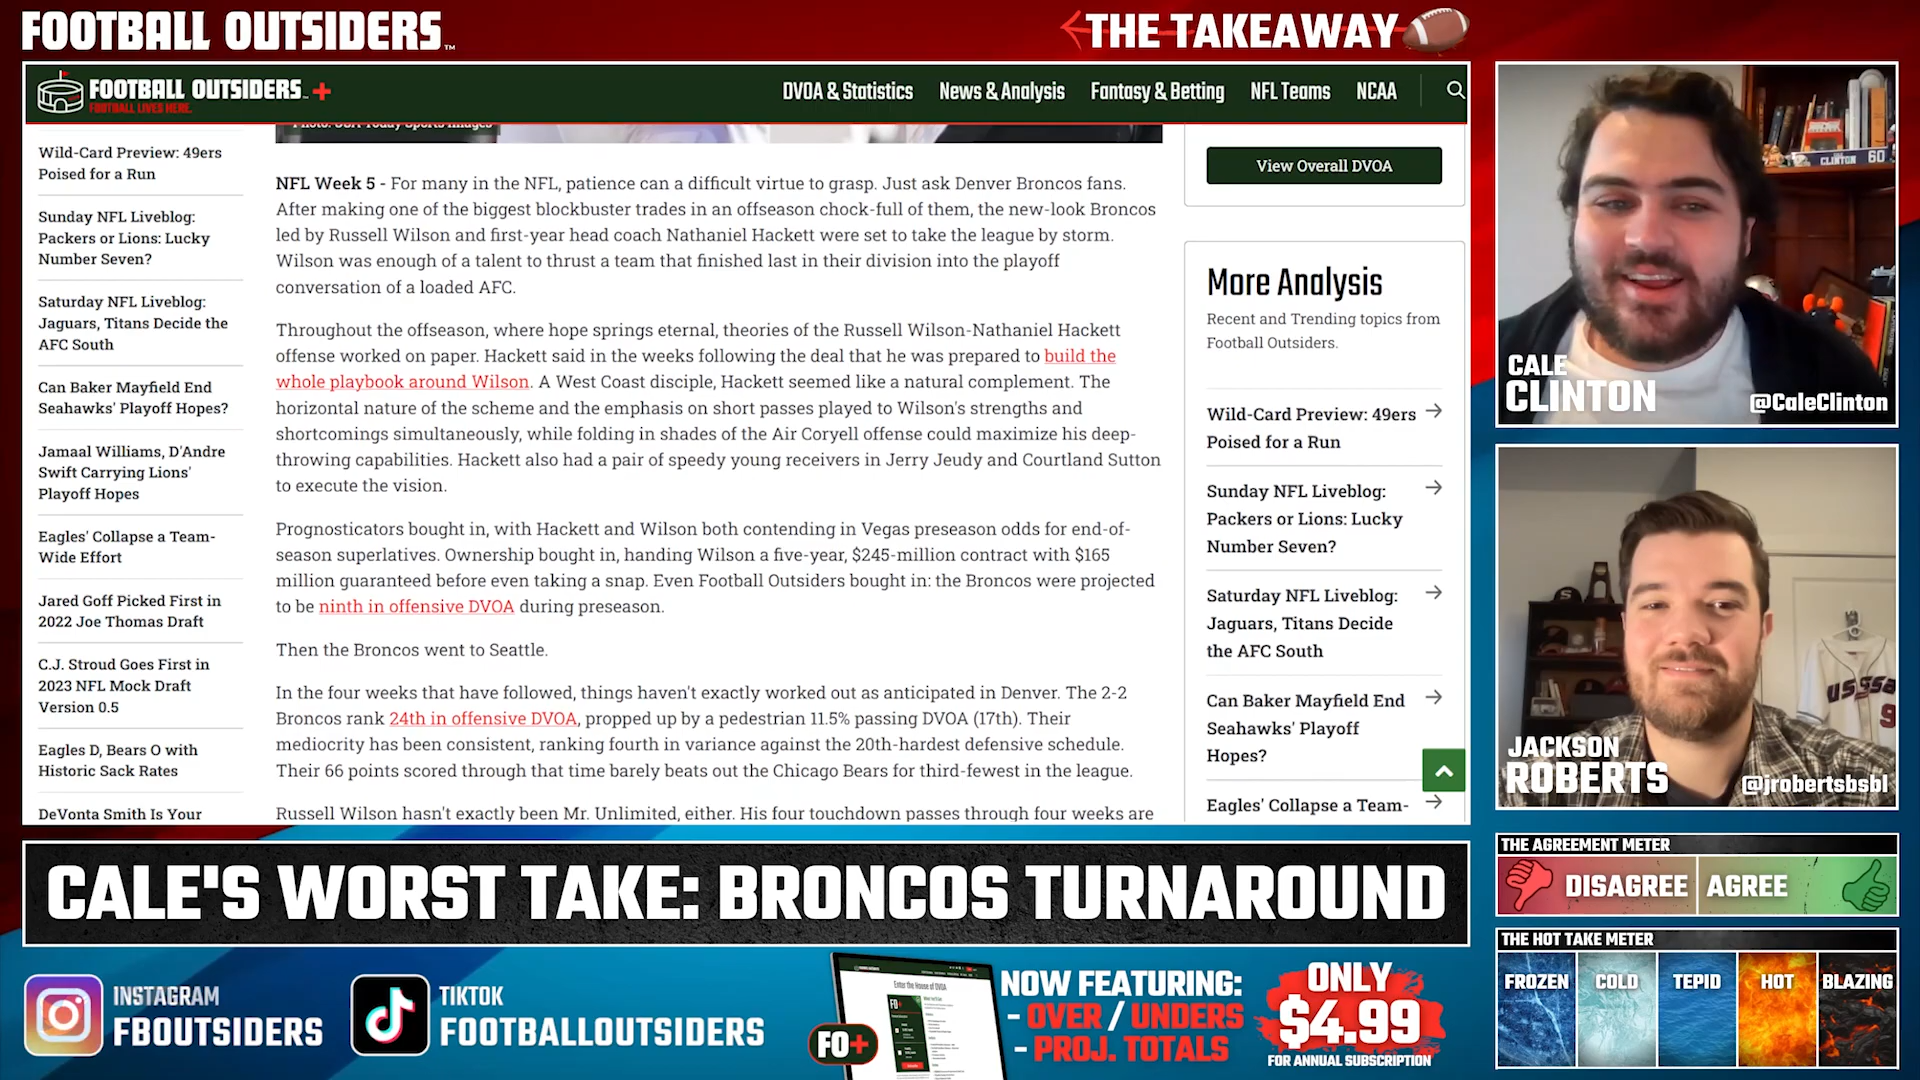 FOOTBALL OUTSIDERS™
THE TAKEAWAY
FOOTBALL OUTSIDERS +
FOOTBALL LIVES HERE.
DVOA & Statistics
News & Analysis
Fantasy & Betting
NFL Teams
NCAA
Wild-Card Preview: 49ers
Poised for a Run
Sunday NFL Liveblog:
Packers or Lions: Lucky
Number Seven?
Saturday NFL Liveblog:
Jaguars, Titans Decide the
AFC South
Can Baker Mayfield End
Seahawks' Playoff Hopes?
Jamaal Williams, D'Andre
Swift Carrying Lions'
Playoff Hopes
Eagles' Collapse a Team-
Wide Effort
Jared Goff Picked First in
2022 Joe Thomas Draft
C.J. Stroud Goes First in
2023 NFL Mock Draft
Version 0.5
Eagles D, Bears O with
Historic Sack Rates
DeVonta Smith Is Your
Photo: USA Today Sports Images
NFL Week 5 - For many in the NFL, patience can a difficult virtue to grasp. Just ask Denver Broncos fans.
After making one of the biggest blockbuster trades in an offseason chock-full of them, the new-look Broncos
led by Russell Wilson and first-year head coach Nathaniel Hackett were set to take the league by storm.
Wilson was enough of a talent to thrust a team that finished last in their division into the playoff
conversation of a loaded AFC.
Throughout the offseason, where hope springs eternal, theories of the Russell Wilson-Nathaniel Hackett
offense worked on paper. Hackett said in the weeks following the deal that he was prepared to build the
whole playbook around Wilson. A West Coast disciple, Hackett seemed like a natural complement. The
horizontal nature of the scheme and the emphasis on short passes played to Wilson's strengths and
shortcomings simultaneously, while folding in shades of the Air Coryell offense could maximize his deep-
throwing capabilities. Hackett also had a pair of speedy young receivers in Jerry Jeudy and Courtland Sutton
to execute the vision.
Prognosticators bought in, with Hackett and Wilson both contending in Vegas preseason odds for end-of-
season superlatives. Ownership bought in, handing Wilson a five-year, $245-million contract with $165
million guaranteed before even taking a snap. Even Football Outsiders bought in: the Broncos were projected
to be ninth in offensive DVOA during preseason.
Then the Broncos went to Seattle.
In the four weeks that have followed, things haven't exactly worked out as anticipated in Denver. The 2-2
Broncos rank 24th in offensive DVOA, propped up by a pedestrian 11.5% passing DVOA (17th). Their
mediocrity has been consistent, ranking fourth in variance against the 20th-hardest defensive schedule.
Their 66 points scored through that time barely beats out the Chicago Bears for third-fewest in the league.
Russell Wilson hasn't exactly been Mr. Unlimited, either. His four touchdown passes through four weeks are
View Overall DVOA
More Analysis
Recent and Trending topics from
Football Outsiders.
Wild-Card Preview: 49ers
Poised for a Run
Sunday NFL Liveblog:
Packers or Lions: Lucky
Number Seven?
Saturday NFL Liveblog:
Jaguars, Titans Decide
the AFC South
Can Baker Mayfield End
Seahawks' Playoff
Hopes?
Eagles' Collapse a Team-
CLINTON 60
CALE
CLINTON
@CaleClinton
USSSA
9
JACKSON
ROBERTS
@jrobertsbsbl
CALE'S WORST TAKE: BRONCOS TURNAROUND
THE AGREEMENT METER
DISAGREE
AGREE
THE HOT TAKE METER
FROZEN
COLD
TEPID
HOT
BLAZING
INSTAGRAM
FBOUTSIDERS
TIKTOK
FOOTBALLOUTSIDERS
Enter the House of DVOA
FO+
NOW FEATURING:
- OVER / UNDERS
- PROJ. TOTALS
ONLY
$4.99
FOR ANNUAL SUBSCRIPTION